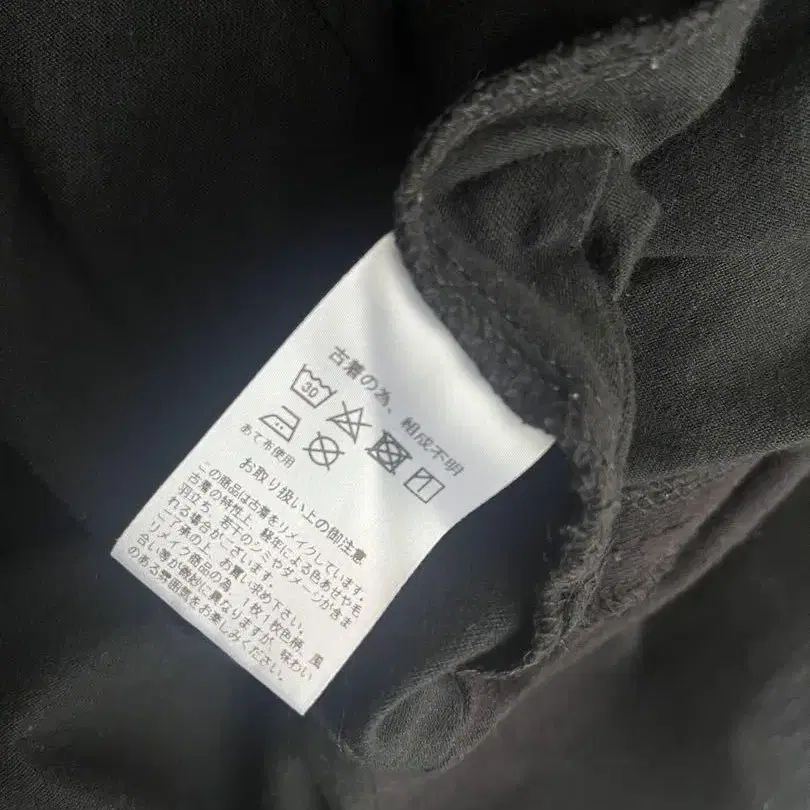 古着の為、組成不明
30
あて布使用
お取り扱い上の御注意
この商品は古着をリメイクしています。
古着の特性上、経年による色あせや毛
羽立ち、若干のシミやダメージが含ま
れる場合がございます。
ご了承の上、お買い求め下さい。
リメイク商品の為、1枚1枚色柄、風
合い等が微妙に異なりますが、味わい
のある雰囲気をお楽しみください。